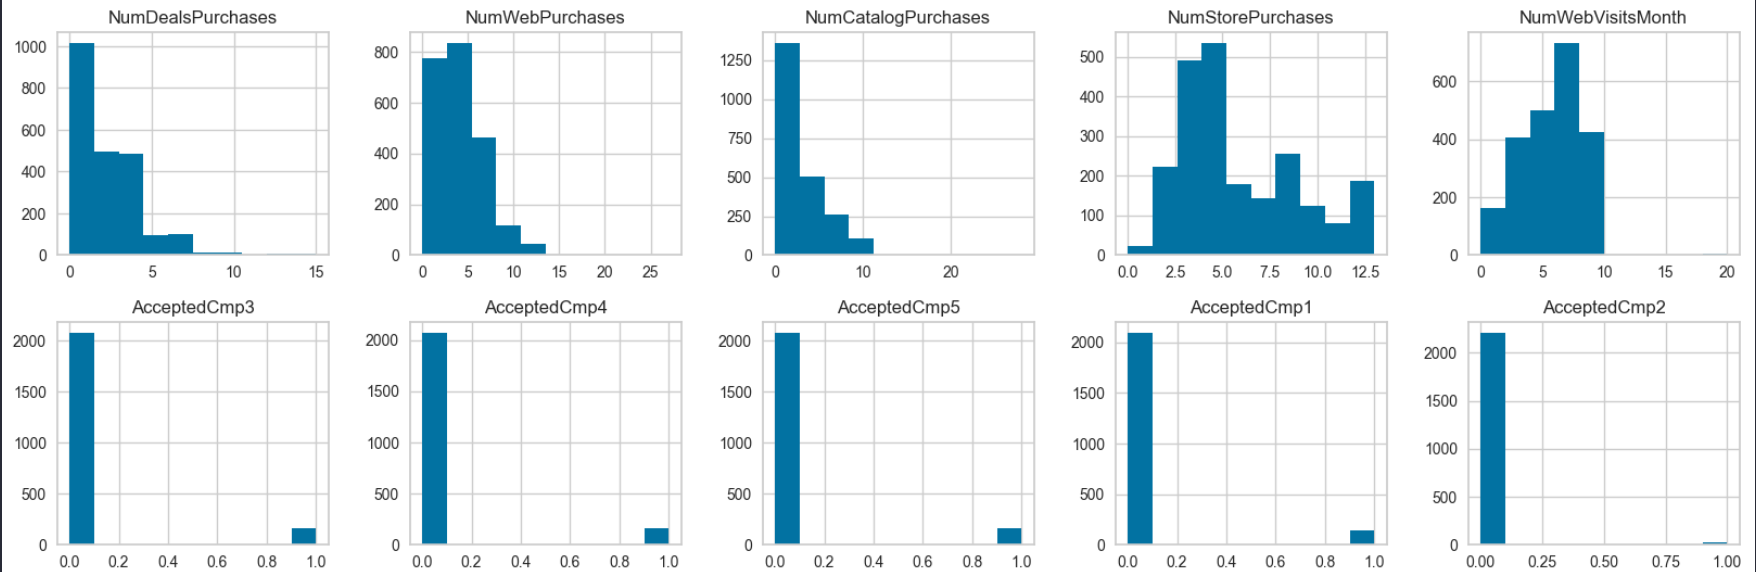 NumDealsPurchases
1000
800
600
400
200
0
0 5 10 15
NumWebPurchases
800
600
400
200
0
0 5 10 15 20 25
NumCatalogPurchases
1250
1000
750
500
250
0
0 10 20
NumStorePurchases
500
400
300
200
100
0
0.0 2.5 5.0 7.5 10.0 12.5
NumWebVisitsMonth
600
400
200
0
0 5 10 15 20
AcceptedCmp3
2000
1500
1000
500
0
0.0 0.2 0.4 0.6 0.8 1.0
AcceptedCmp4
2000
1500
1000
500
0
0.0 0.2 0.4 0.6 0.8 1.0
AcceptedCmp5
2000
1500
1000
500
0
0.0 0.2 0.4 0.6 0.8 1.0
AcceptedCmp1
2000
1500
1000
500
0
0.0 0.2 0.4 0.6 0.8 1.0
AcceptedCmp2
2000
1500
1000
500
0
0.00 0.25 0.50 0.75 1.00